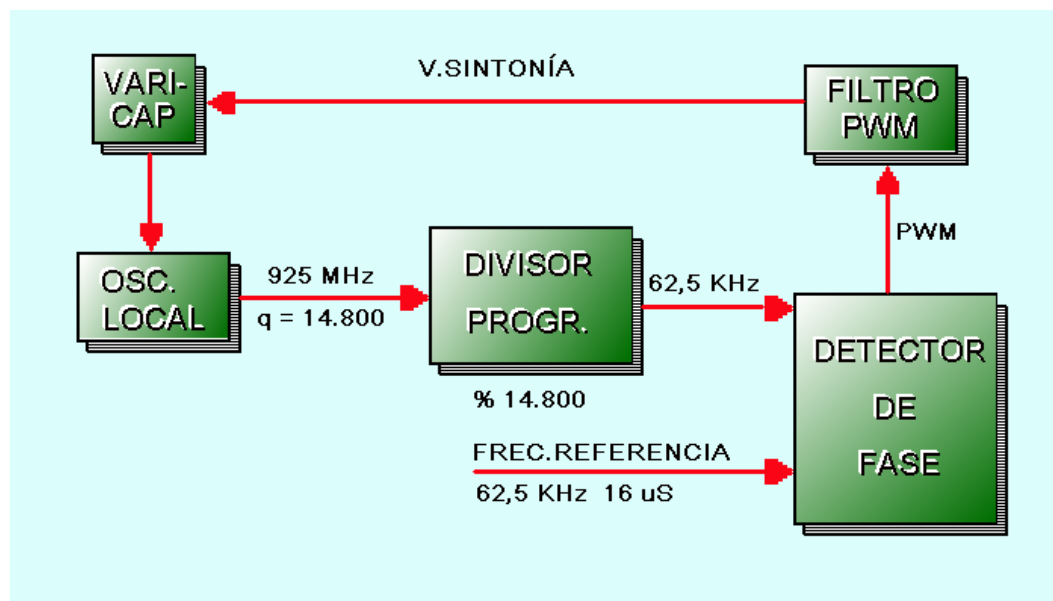 V.SINTONÍA
VARI-
CAP
FILTRO
PWM
PWM
OSC.
LOCAL
925 MHz
q = 14.800
DIVISOR
PROGR.
% 14.800
62,5 KHz
DETECTOR
DE
FASE
FREC.REFERENCIA
62,5 KHz 16 uS